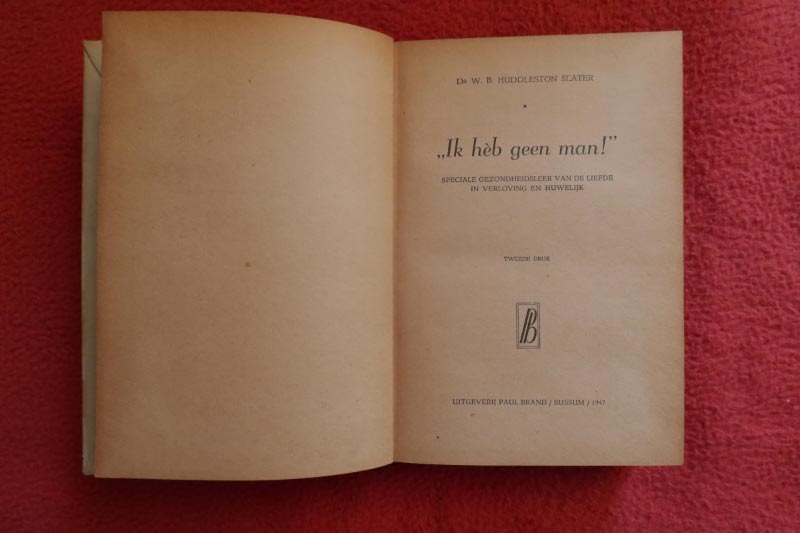 Dr W. B. HUDDLESTON SLATER
*
„Ik hèb geen man!”
SPECIALE GEZONDHEIDSLEER VAN DE LIEFDE
IN VERLOVING EN HUWELIJK
TWEEDE DRUK
PB
UITGEVERIJ PAUL BRAND / BUSSUM / 1947